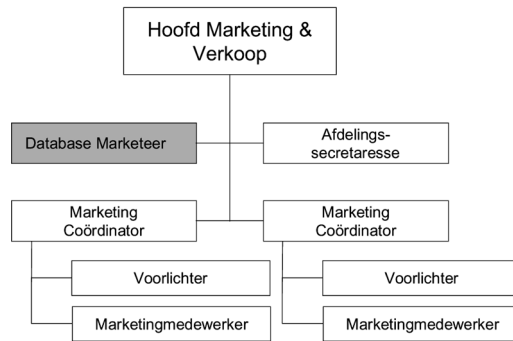 Hoofd Marketing &
Verkoop
Database Marketeer
Afdelings-
secretaresse
Marketing
Coördinator
Marketing
Coördinator
Voorlichter
Voorlichter
Marketingmedewerker
Marketingmedewerker